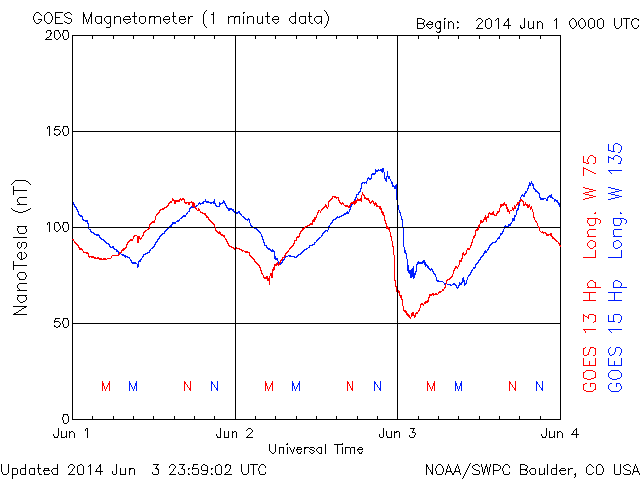 GOES Magnetometer (1 minute data)
Begin: 2014 Jun 1 0000 UTC
200
150
100
50
0
NanoTesla (nT)
M M N N M M N N M M N N
Jun 1 Jun 2 Jun 3 Jun 4
Universal Time
GOES 13 Hp Long. W 75
GOES 15 Hp Long. W 135
Updated 2014 Jun 3 23:59:02 UTC
NOAA/SWPC Boulder, CO USA